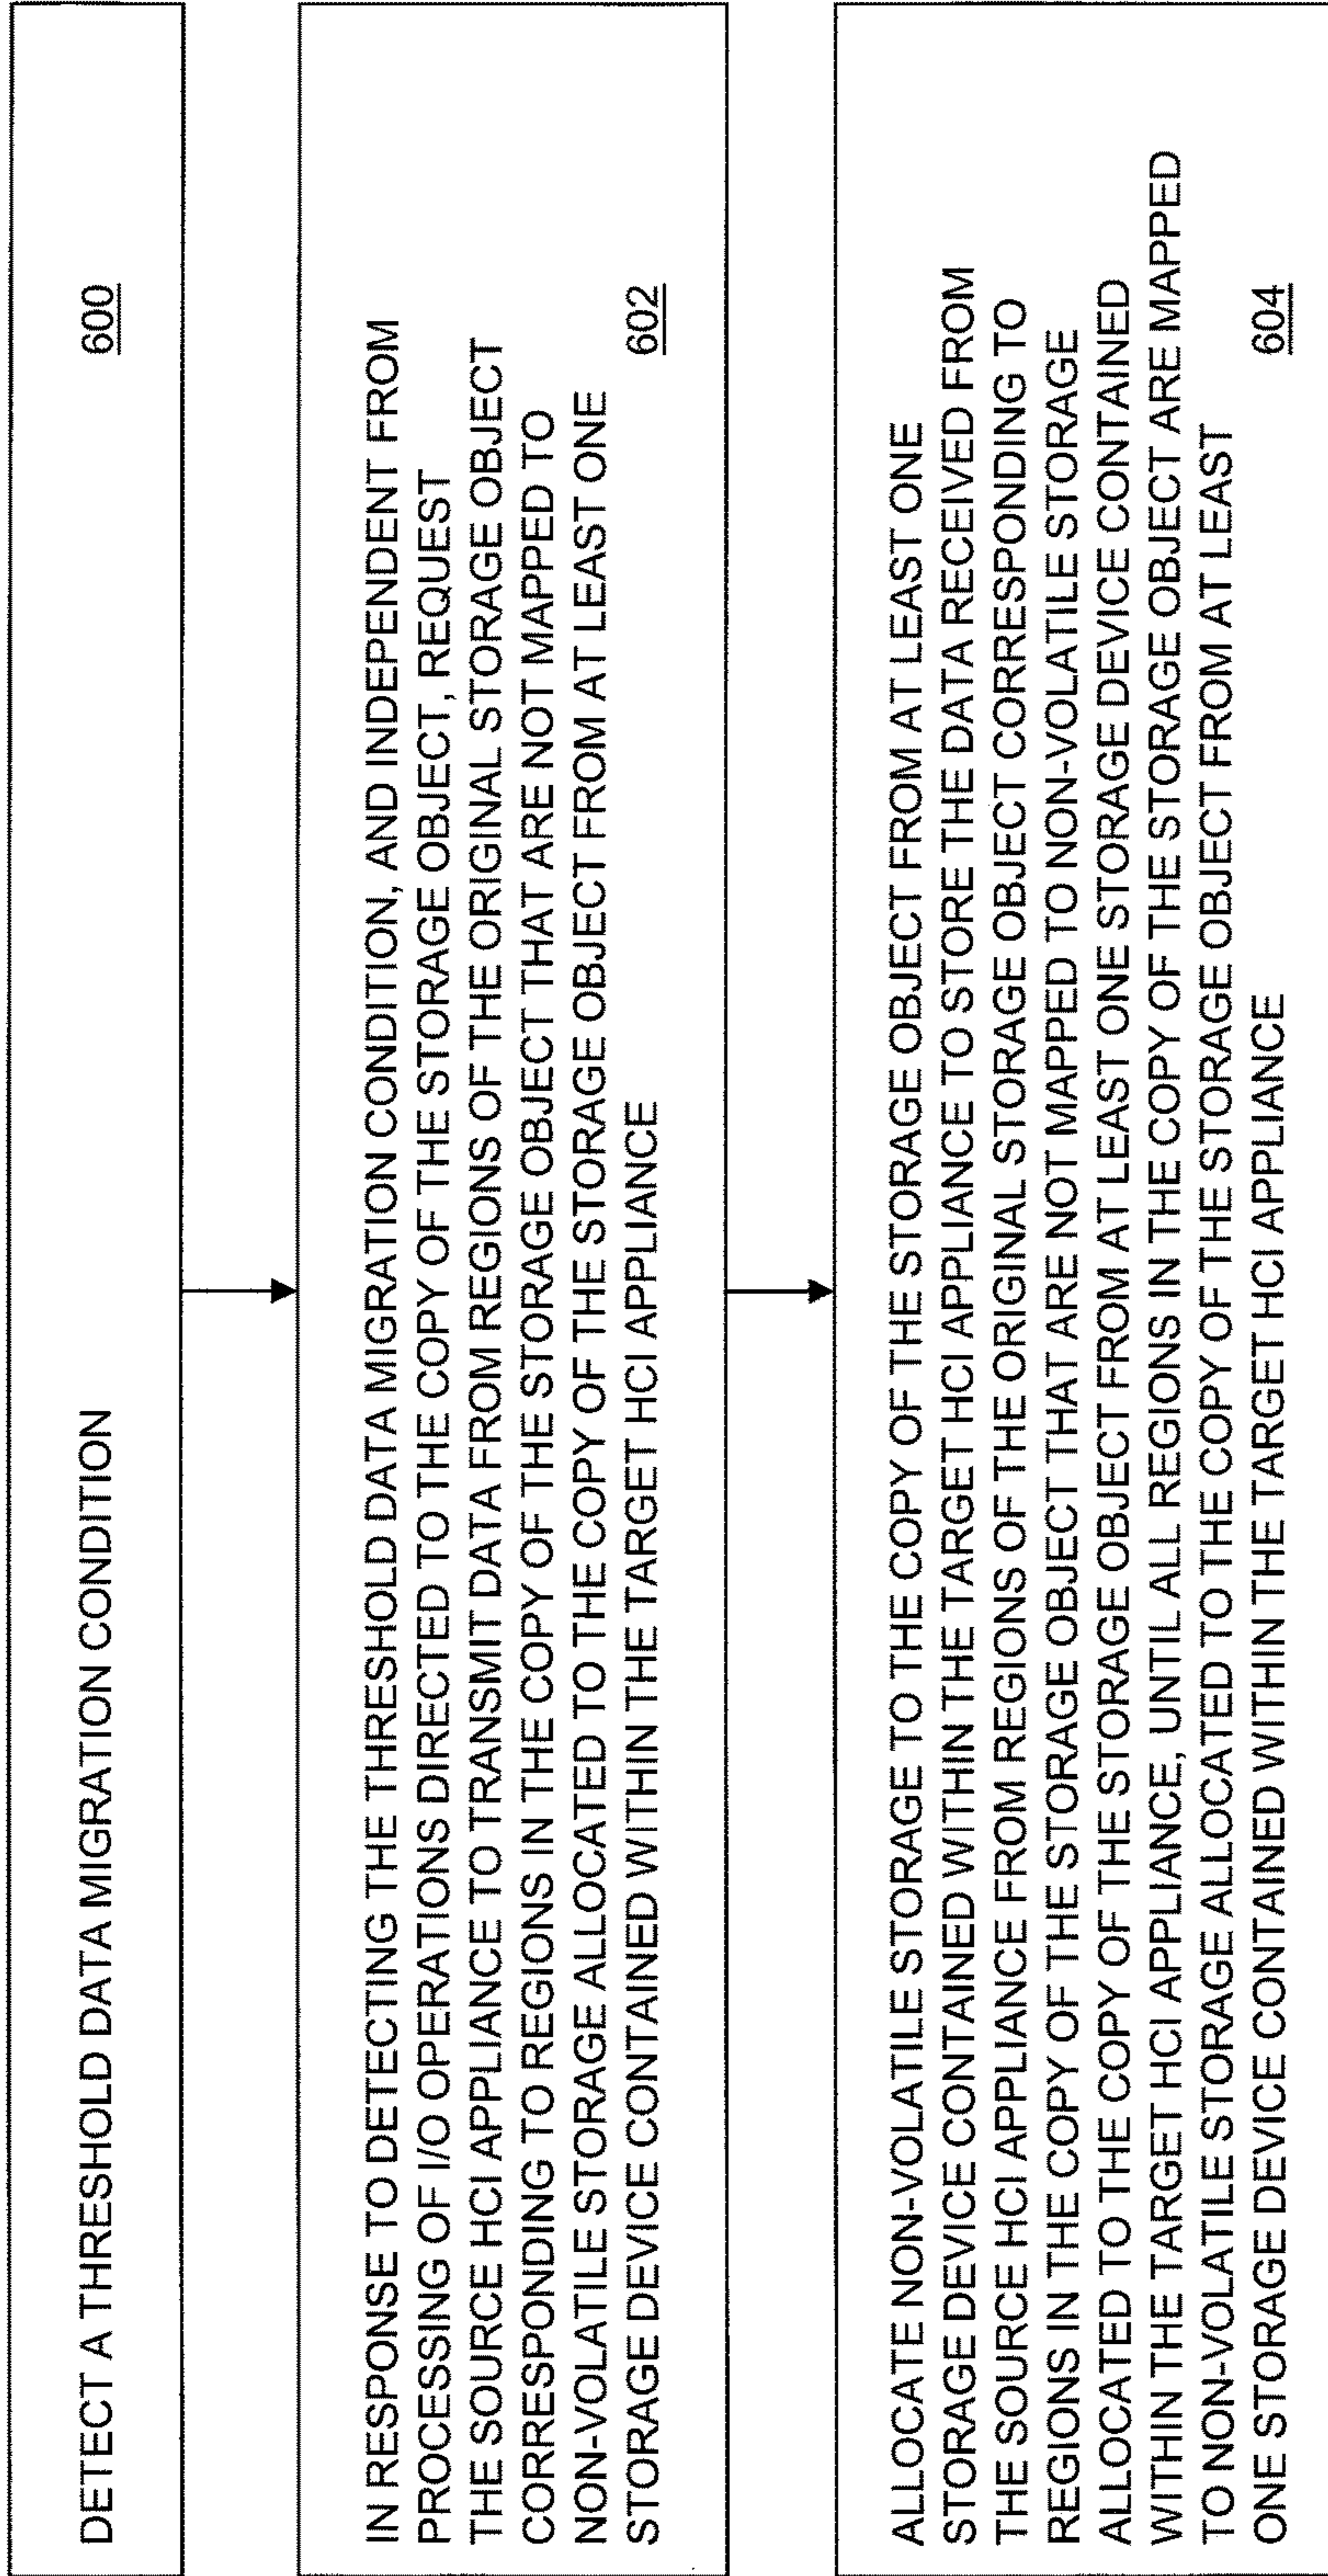 DETECT A THRESHOLD DATA MIGRATION CONDITION
600
IN RESPONSE TO DETECTING THE THRESHOLD DATA MIGRATION CONDITION, AND INDEPENDENT FROM
PROCESSING OF I/O OPERATIONS DIRECTED TO THE COPY OF THE STORAGE OBJECT, REQUEST
THE SOURCE HCI APPLIANCE TO TRANSMIT DATA FROM REGIONS OF THE ORIGINAL STORAGE OBJECT
CORRESPONDING TO REGIONS IN THE COPY OF THE STORAGE OBJECT THAT ARE NOT MAPPED TO
NON-VOLATILE STORAGE ALLOCATED TO THE COPY OF THE STORAGE OBJECT FROM AT LEAST ONE
STORAGE DEVICE CONTAINED WITHIN THE TARGET HCI APPLIANCE
602
ALLOCATE NON-VOLATILE STORAGE TO THE COPY OF THE STORAGE OBJECT FROM AT LEAST ONE
STORAGE DEVICE CONTAINED WITHIN THE TARGET HCI APPLIANCE TO STORE THE DATA RECEIVED FROM
THE SOURCE HCI APPLIANCE FROM REGIONS OF THE ORIGINAL STORAGE OBJECT CORRESPONDING TO
REGIONS IN THE COPY OF THE STORAGE OBJECT THAT ARE NOT MAPPED TO NON-VOLATILE STORAGE
ALLOCATED TO THE COPY OF THE STORAGE OBJECT FROM AT LEAST ONE STORAGE DEVICE CONTAINED
WITHIN THE TARGET HCI APPLIANCE, UNTIL ALL REGIONS IN THE COPY OF THE STORAGE OBJECT ARE MAPPED
TO NON-VOLATILE STORAGE ALLOCATED TO THE COPY OF THE STORAGE OBJECT FROM AT LEAST
ONE STORAGE DEVICE CONTAINED WITHIN THE TARGET HCI APPLIANCE
604